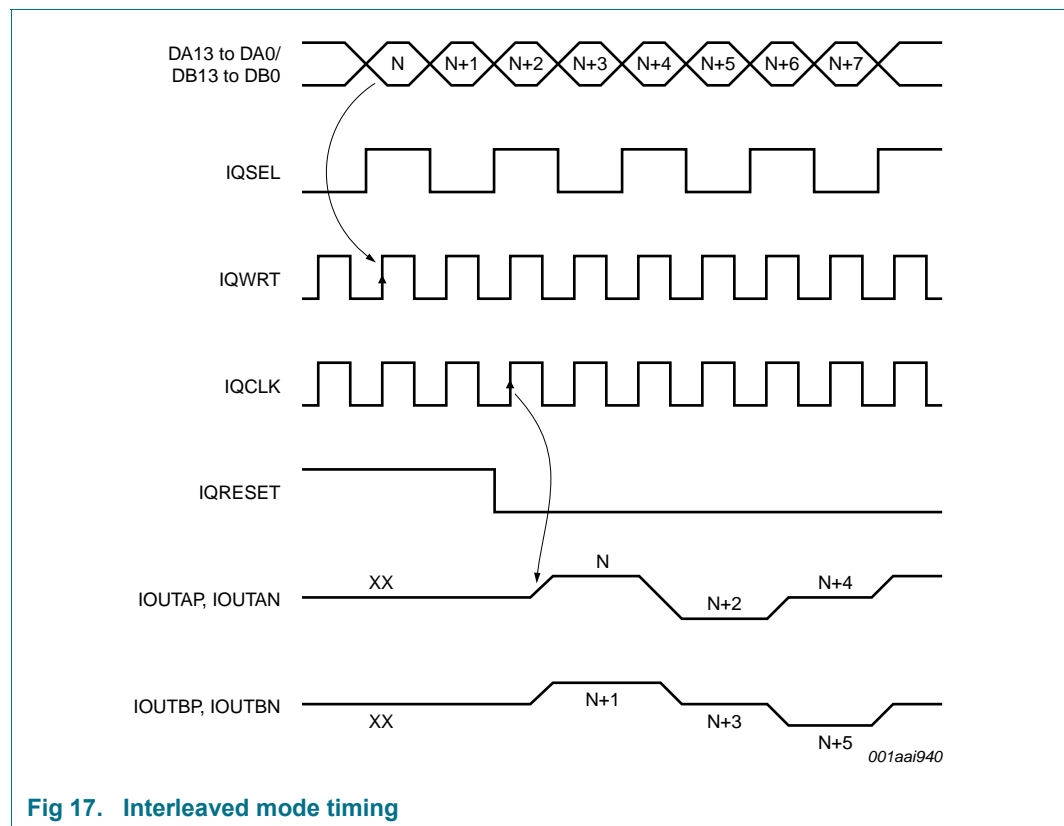 DA13 to DA0/
DB13 to DB0
N N+1 N+2 N+3 N+4 N+5 N+6 N+7
IQSEL
IQWRT
IQCLK
IQRESET
IOUTAP, IOUTAN
XX
N
N+2
N+4
IOUTBP, IOUTBN
XX
N+1
N+3
N+5
001aai940
Fig 17. Interleaved mode timing